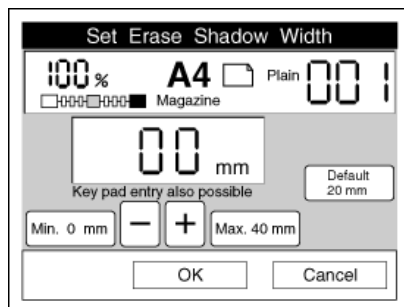 Set Erase Shadow Width
100 % A4 Plain 001
Magazine
00 mm
Key pad entry also possible
Default
20 mm
Min. 0 mm − + Max. 40 mm
OK Cancel